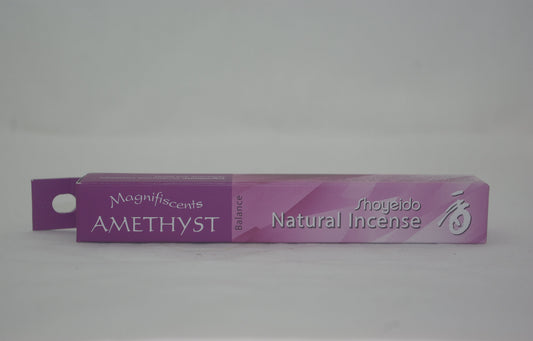 Magnifiscents
AMETHYST
Balance
Shoyeido
Natural Incense